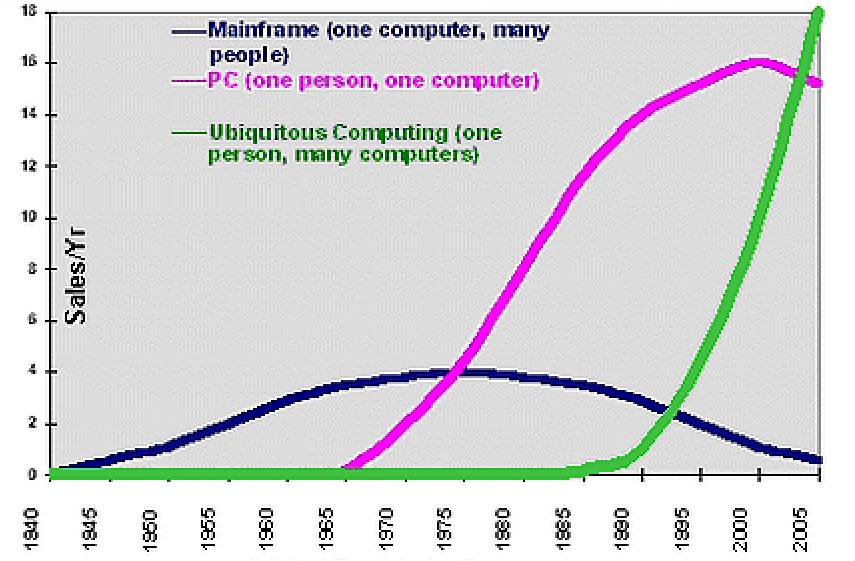 18
Mainframe (one computer, many
people)
16
PC (one person, one computer)
14
Ubiquitous Computing (one
person, many computers)
12
10
8
Sales/Yr
6
4
2
0
1940 1945 1950 1955 1960 1965 1970 1975 1980 1985 1990 1995 2000 2005